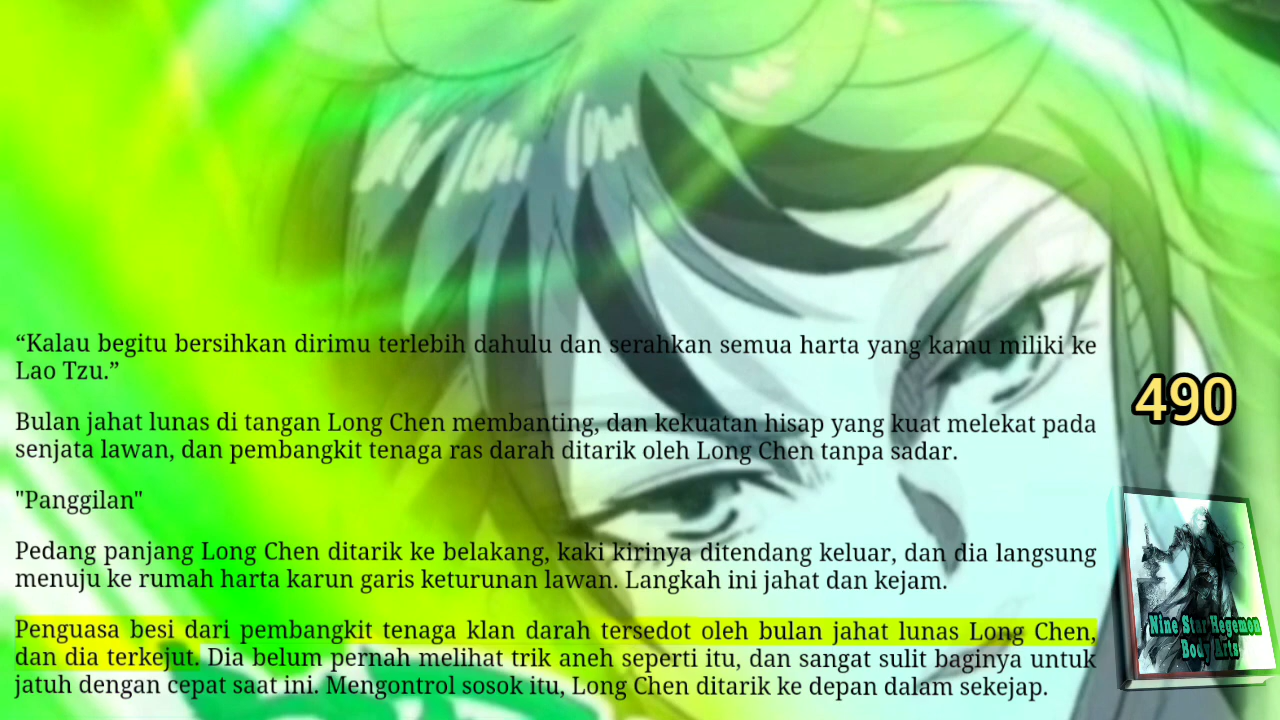 “Kalau begitu bersihkan dirimu terlebih dahulu dan serahkan semua harta yang kamu miliki ke
Lao Tzu.”
Bulan jahat lunas di tangan Long Chen membanting, dan kekuatan hisap yang kuat melekat pada
senjata lawan, dan pembangkit tenaga ras darah ditarik oleh Long Chen tanpa sadar.
"Panggilan"
Pedang panjang Long Chen ditarik ke belakang, kaki kirinya ditendang keluar, dan dia langsung
menuju ke rumah harta karun garis keturunan lawan. Langkah ini jahat dan kejam.
Penguasa besi dari pembangkit tenaga klan darah tersedot oleh bulan jahat lunas Long Chen,
dan dia terkejut. Dia belum pernah melihat trik aneh seperti itu, dan sangat sulit baginya untuk
jatuh dengan cepat saat ini. Mengontrol sosok itu, Long Chen ditarik ke depan dalam sekejap.
490
Nine Star Hegemon
Body Arts